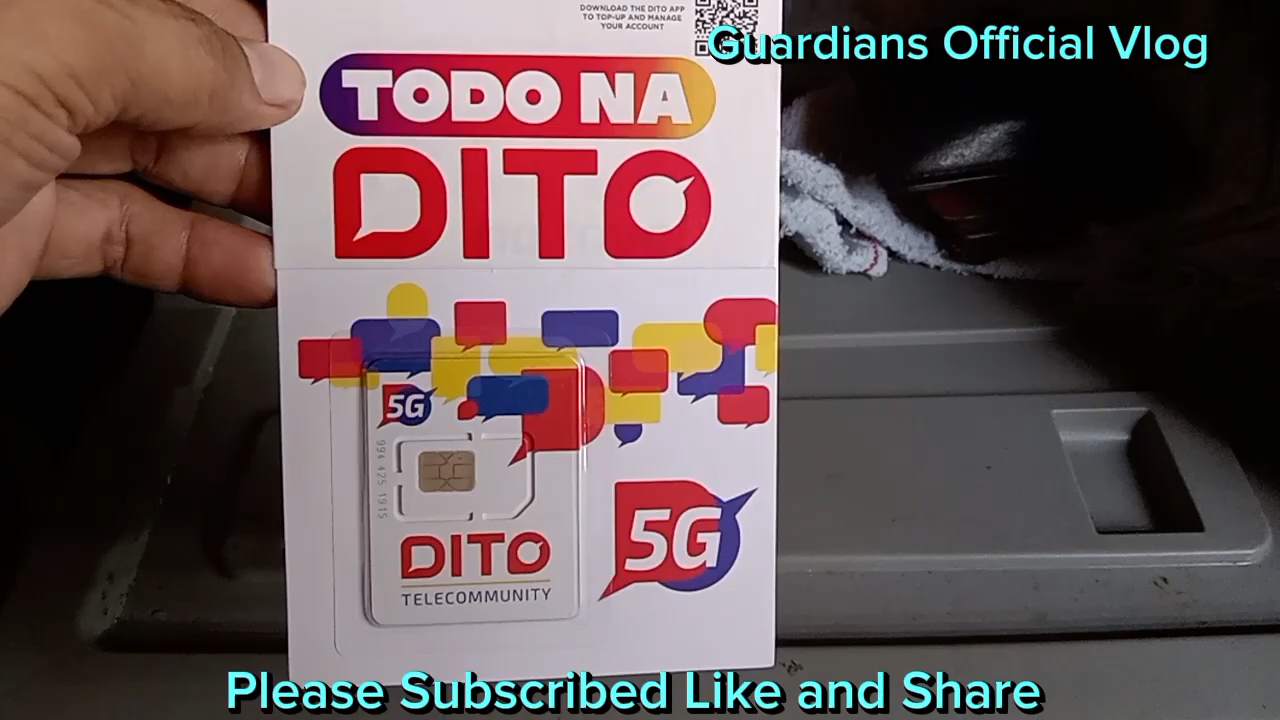 DOWNLOAD THE DITO APP
TO TOP-UP AND MANAGE
YOUR ACCOUNT
Guardians Official Vlog
TODO NA
DITO
5G
994 425 1915
5G
DITO
TELECOMMUNITY
Please Subscribed Like and Share